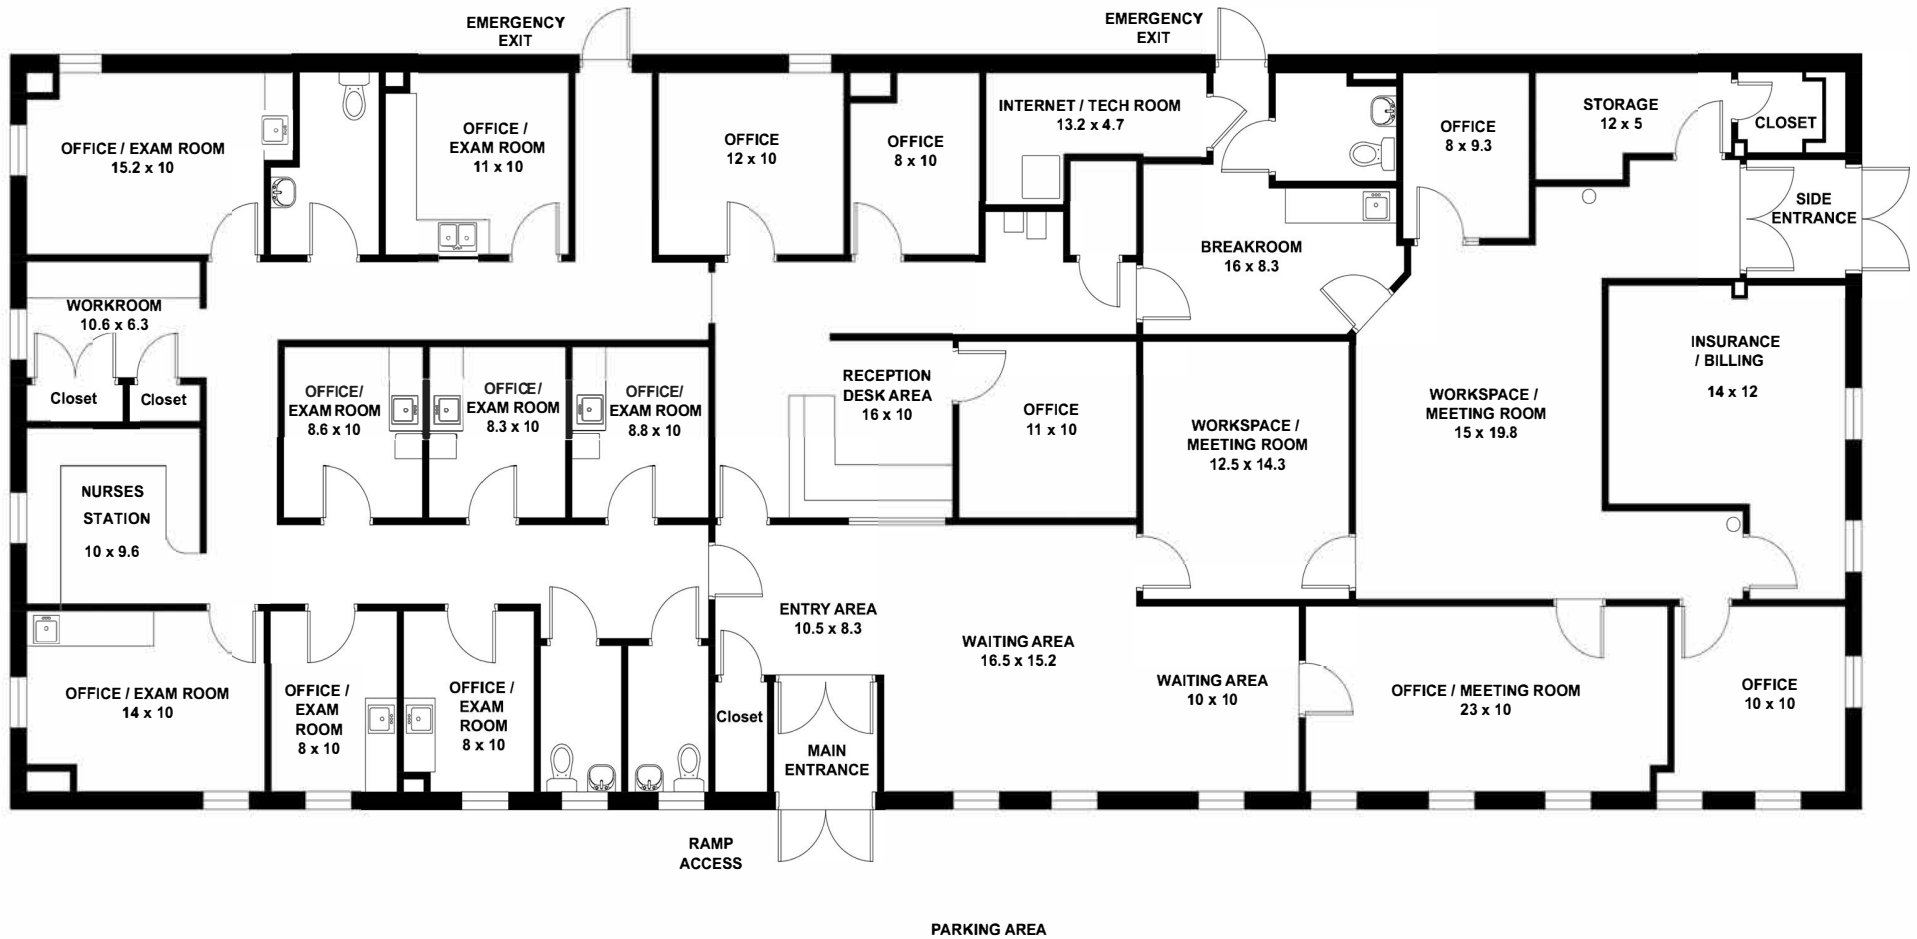 EMERGENCY
EXIT
EMERGENCY
EXIT
OFFICE / EXAM ROOM
15.2 x 10
OFFICE /
EXAM ROOM
11 x 10
OFFICE
12 x 10
OFFICE
8 x 10
INTERNET / TECH ROOM
13.2 x 4.7
OFFICE
8 x 9.3
STORAGE
12 x 5
CLOSET
SIDE
ENTRANCE
BREAKROOM
16 x 8.3
WORKROOM
10.6 x 6.3
Closet
Closet
OFFICE/
EXAM ROOM
8.6 x 10
OFFICE/
EXAM ROOM
8.3 x 10
OFFICE/
EXAM ROOM
8.8 x 10
RECEPTION
DESK AREA
16 x 10
OFFICE
11 x 10
WORKSPACE /
MEETING ROOM
12.5 x 14.3
WORKSPACE /
MEETING ROOM
15 x 19.8
INSURANCE
/ BILLING
14 x 12
NURSES
STATION
10 x 9.6
ENTRY AREA
10.5 x 8.3
WAITING AREA
16.5 x 15.2
WAITING AREA
10 x 10
OFFICE / MEETING ROOM
23 x 10
OFFICE
10 x 10
OFFICE / EXAM ROOM
14 x 10
OFFICE /
EXAM
ROOM
8 x 10
OFFICE /
EXAM
ROOM
8 x 10
Closet
MAIN
ENTRANCE
RAMP
ACCESS
PARKING AREA